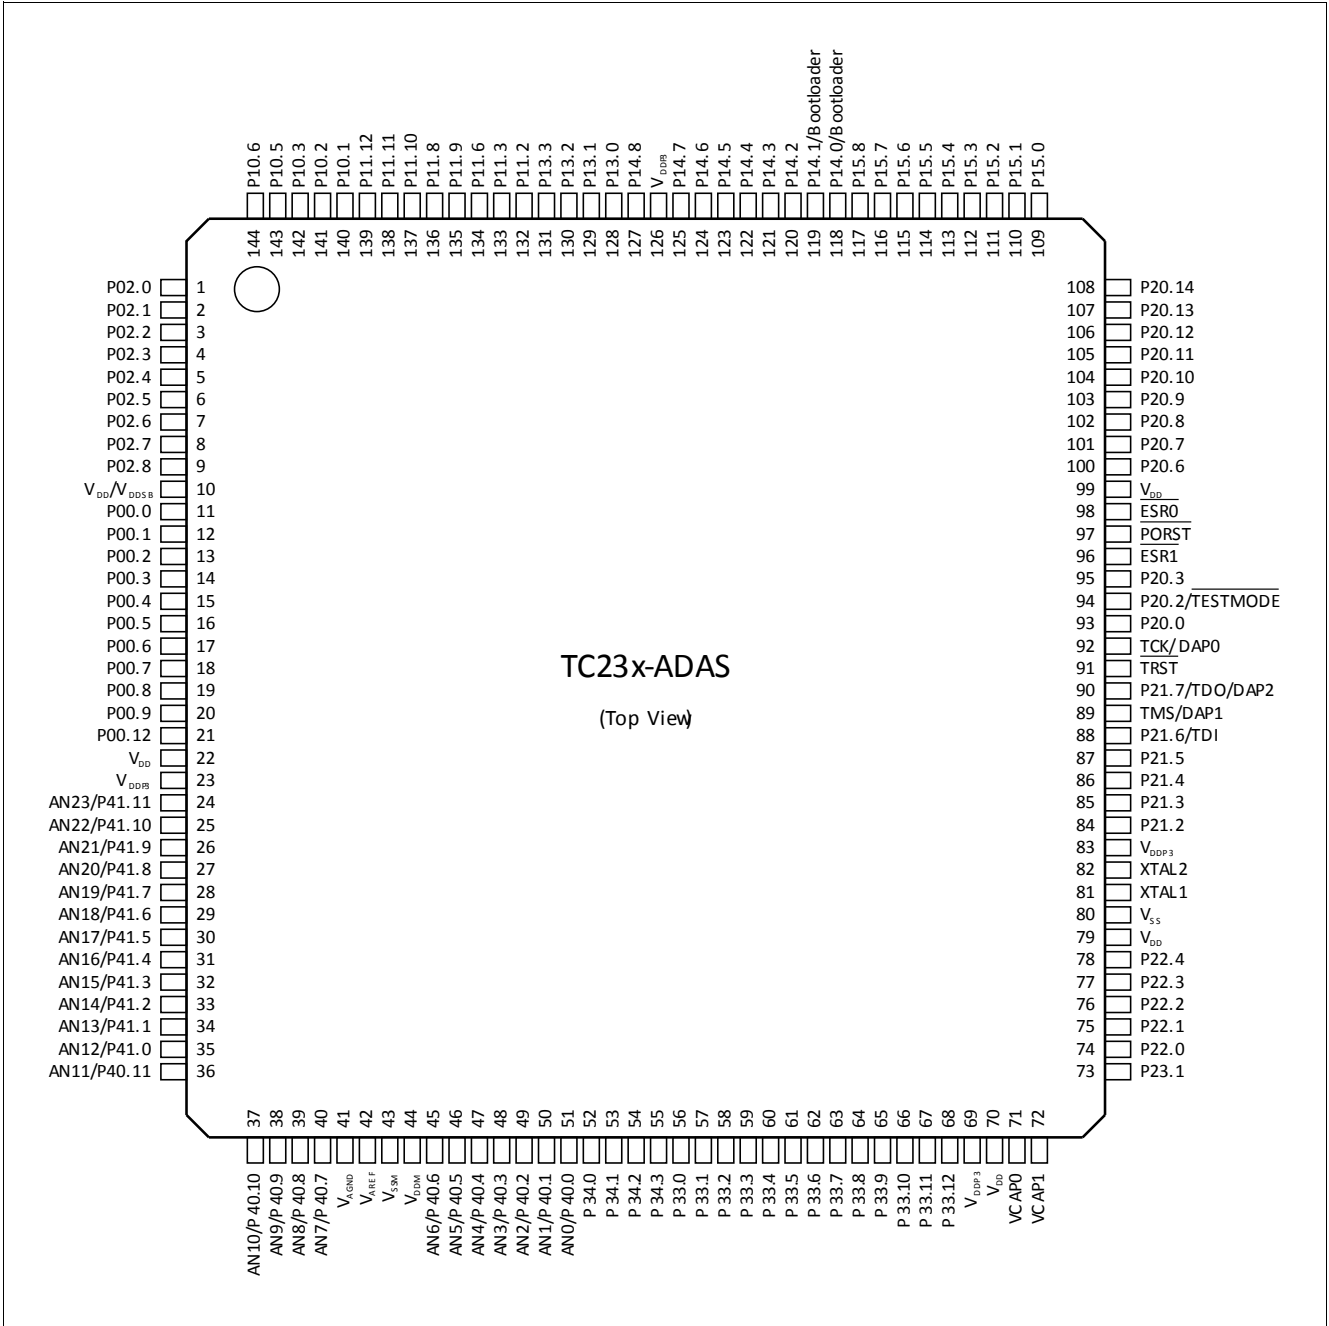 P10.6
P10.5
P10.3
P10.2
P10.1
P11.12
P11.11
P11.10
P11.8
P11.9
P11.6
P11.3
P11.2
P13.3
P13.2
P13.1
P13.0
P14.8
VDDP3
P14.7
P14.6
P14.5
P14.4
P14.3
P14.2
P14.1/Bootloader
P14.0/Bootloader
P15.8
P15.7
P15.6
P15.5
P15.4
P15.3
P15.2
P15.1
P15.0
144
143
142
141
140
139
138
137
136
135
134
133
132
131
130
129
128
127
126
125
124
123
122
121
120
119
118
117
116
115
114
113
112
111
110
109
P02.0 1
P02.1 2
P02.2 3
P02.3 4
P02.4 5
P02.5 6
P02.6 7
P02.7 8
P02.8 9
VDD/VDDSB 10
P00.0 11
P00.1 12
P00.2 13
P00.3 14
P00.4 15
P00.5 16
P00.6 17
P00.7 18
P00.8 19
P00.9 20
P00.12 21
VDD 22
VDDP3 23
AN23/P41.11 24
AN22/P41.10 25
AN21/P41.9 26
AN20/P41.8 27
AN19/P41.7 28
AN18/P41.6 29
AN17/P41.5 30
AN16/P41.4 31
AN15/P41.3 32
AN14/P41.2 33
AN13/P41.1 34
AN12/P41.0 35
AN11/P40.11 36
TC23x-ADAS
(Top View)
108 P20.14
107 P20.13
106 P20.12
105 P20.11
104 P20.10
103 P20.9
102 P20.8
101 P20.7
100 P20.6
99 VDD
98 ESR0
97 PORST
96 ESR1
95 P20.3
94 P20.2/TESTMODE
93 P20.0
92 TCK/DAP0
91 TRST
90 P21.7/TDO/DAP2
89 TMS/DAP1
88 P21.6/TDI
87 P21.5
86 P21.4
85 P21.3
84 P21.2
83 VDDP3
82 XTAL2
81 XTAL1
80 VSS
79 VDD
78 P22.4
77 P22.3
76 P22.2
75 P22.1
74 P22.0
73 P23.1
37
38
39
40
41
42
43
44
45
46
47
48
49
50
51
52
53
54
55
56
57
58
59
60
61
62
63
64
65
66
67
68
69
70
71
72
AN10/P40.10
AN9/P40.9
AN8/P40.8
AN7/P40.7
VAGND
VAREF
VSSM
VDDM
AN6/P40.6
AN5/P40.5
AN4/P40.4
AN3/P40.3
AN2/P40.2
AN1/P40.1
AN0/P40.0
P34.0
P34.1
P34.2
P34.3
P33.0
P33.1
P33.2
P33.3
P33.4
P33.5
P33.6
P33.7
P33.8
P33.9
P33.10
P33.11
P33.12
VDDP3
VDD
VCAP0
VCAP1